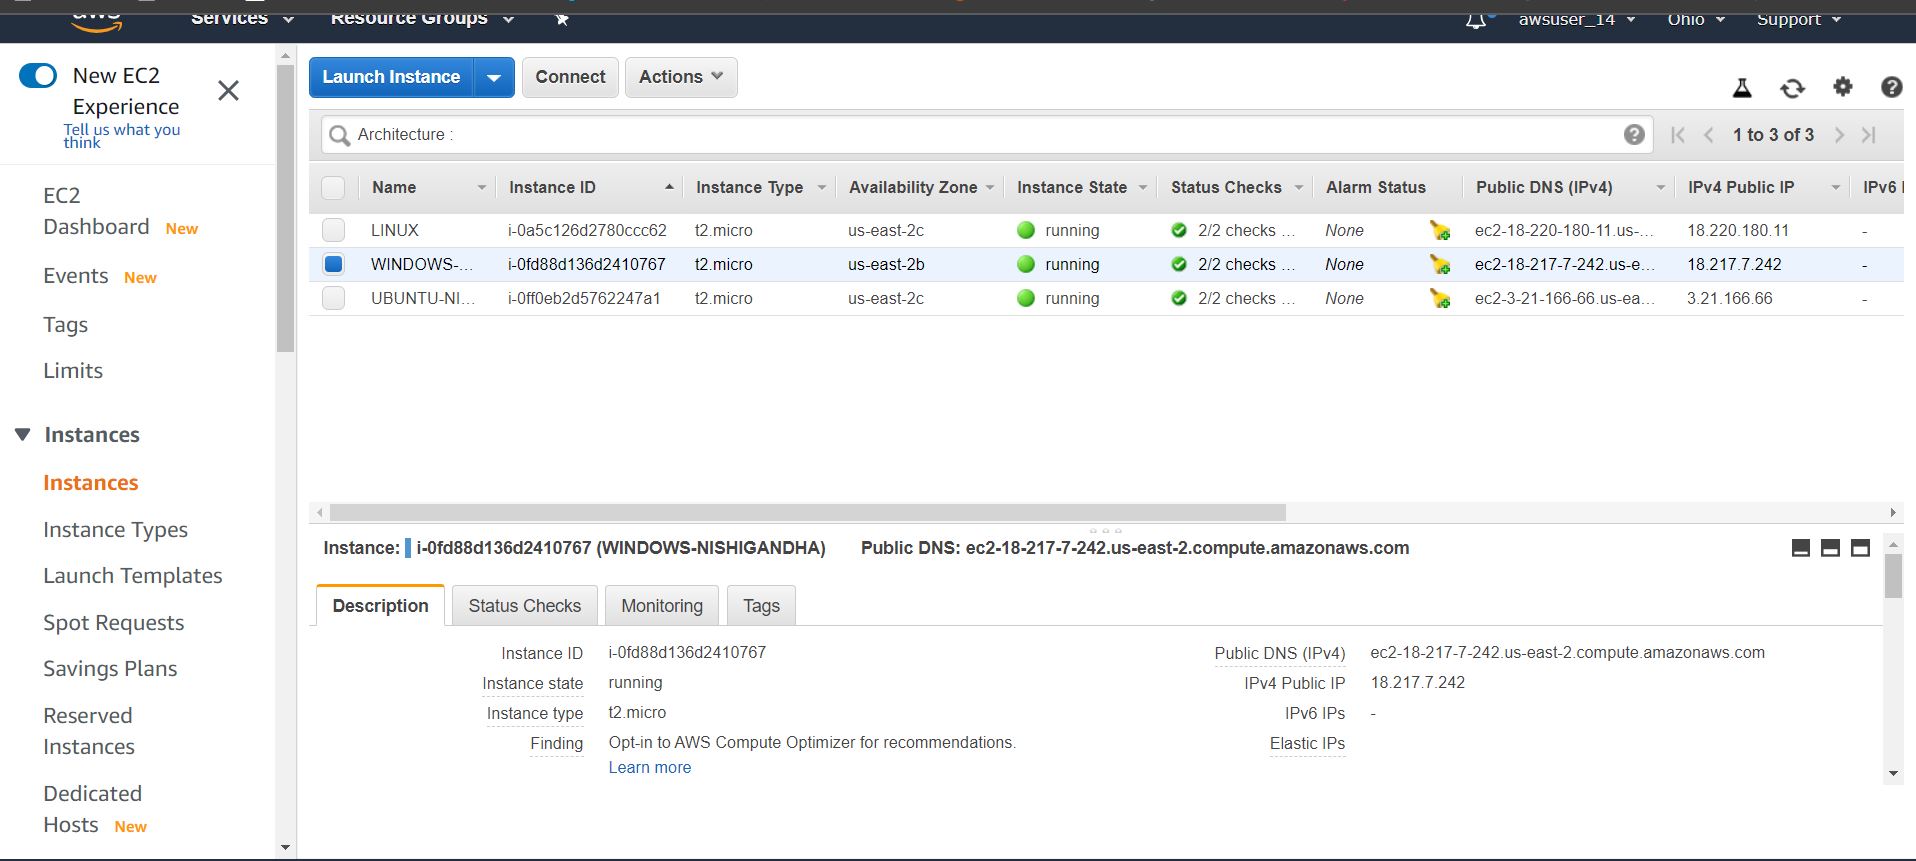 aws
Services
Resource Groups
awsuser_14
Ohio
Support
New EC2
Experience
Tell us what you
think
EC2
Dashboard New
Events New
Tags
Limits
Instances
Instances
Instance Types
Launch Templates
Spot Requests
Savings Plans
Reserved
Instances
Dedicated
Hosts New
Launch Instance
Connect
Actions
Architecture :
1 to 3 of 3
Name Instance ID Instance Type Availability Zone Instance State Status Checks Alarm Status Public DNS (IPv4) IPv4 Public IP IPv6 I
LINUX i-0a5c126d2780ccc62 t2.micro us-east-2c running 2/2 checks ... None ec2-18-220-180-11.us-... 18.220.180.11 -
WINDOWS-... i-0fd88d136d2410767 t2.micro us-east-2b running 2/2 checks ... None ec2-18-217-7-242.us-e... 18.217.7.242 -
UBUNTU-NI... i-0ff0eb2d5762247a1 t2.micro us-east-2c running 2/2 checks ... None ec2-3-21-166-66.us-ea... 3.21.166.66 -
Instance: i-0fd88d136d2410767 (WINDOWS-NISHIGANDHA) Public DNS: ec2-18-217-7-242.us-east-2.compute.amazonaws.com
Description
Status Checks
Monitoring
Tags
Instance ID i-0fd88d136d2410767
Instance state running
Instance type t2.micro
Finding Opt-in to AWS Compute Optimizer for recommendations.
Learn more
Public DNS (IPv4) ec2-18-217-7-242.us-east-2.compute.amazonaws.com
IPv4 Public IP 18.217.7.242
IPv6 IPs -
Elastic IPs